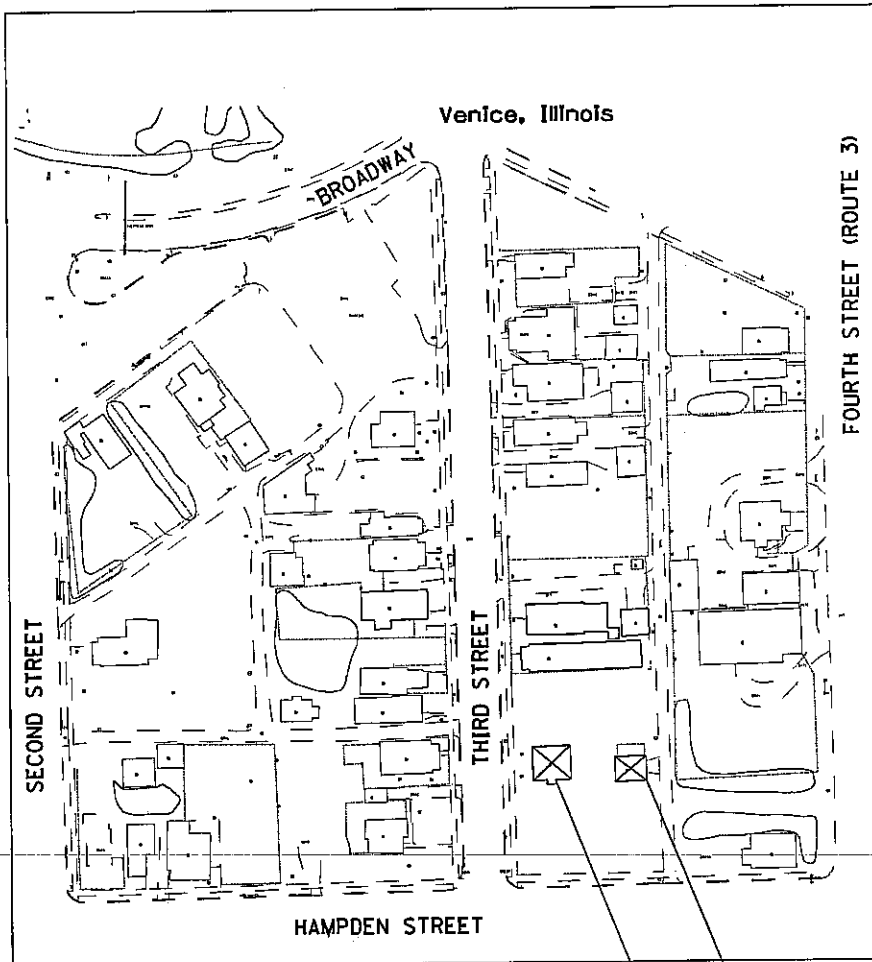 Venice, Illinois
BROADWAY
FOURTH STREET (ROUTE 3)
SECOND STREET
THIRD STREET
HAMPDEN STREET